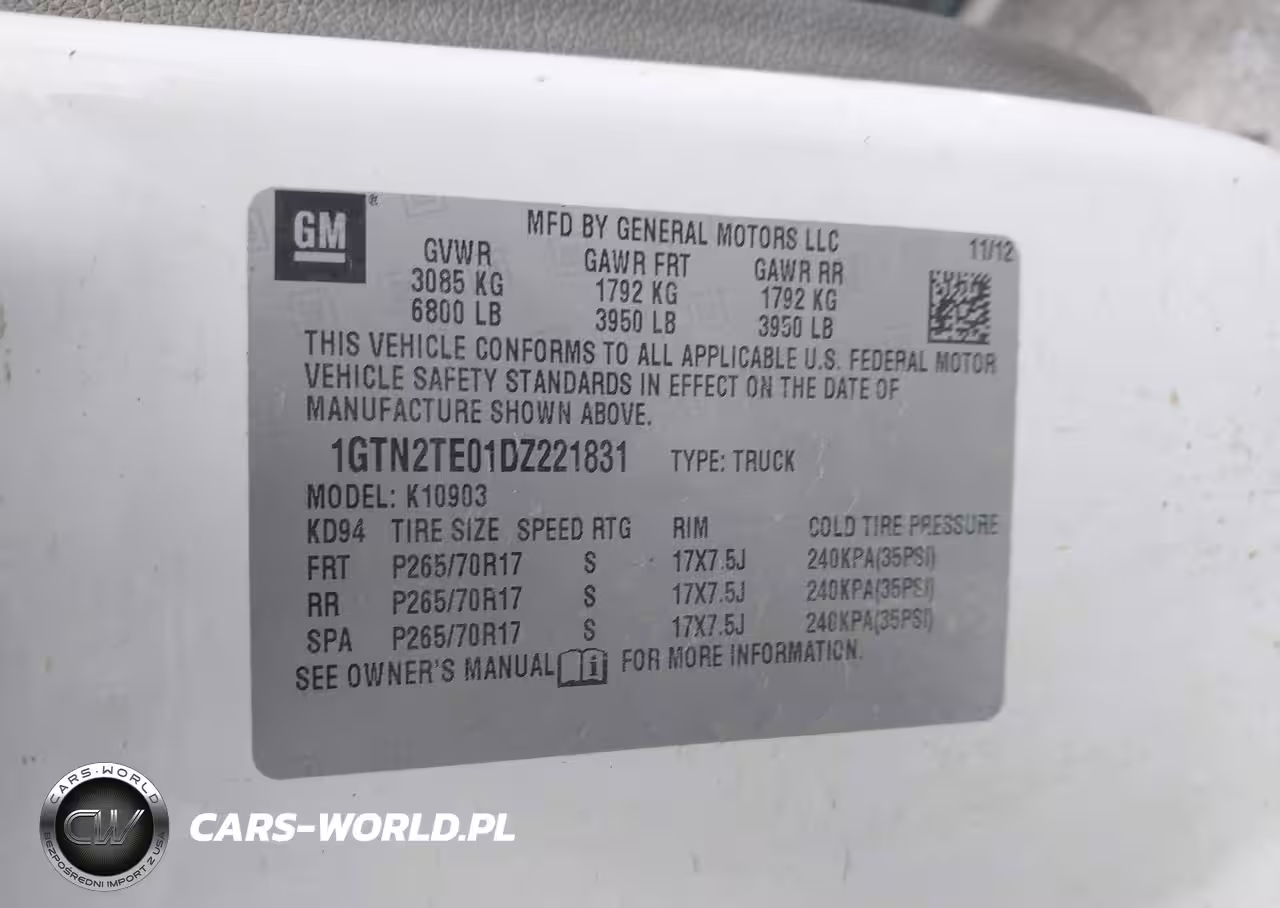 GM®
MFD BY GENERAL MOTORS LLC
11/12
GVWR GAWR FRT GAWR RR
3085 KG 1792 KG 1792 KG
6800 LB 3950 LB 3950 LB
THIS VEHICLE CONFORMS TO ALL APPLICABLE U.S. FEDERAL MOTOR
VEHICLE SAFETY STANDARDS IN EFFECT ON THE DATE OF
MANUFACTURE SHOWN ABOVE.
1GTN2TE01DZ221831 TYPE: TRUCK
MODEL: K10903
KD94 TIRE SIZE SPEED RTG RIM COLD TIRE PRESSURE
FRT P265/70R17 S 17X7.5J 240KPA(35PSI)
RR P265/70R17 S 17X7.5J 240KPA(35PSI)
SPA P265/70R17 S 17X7.5J 240KPA(35PSI)
SEE OWNER'S MANUAL i FOR MORE INFORMATION.
CARS-WORLD
CW
BEZPOŚREDNI IMPORT Z USA
CARS-WORLD.PL